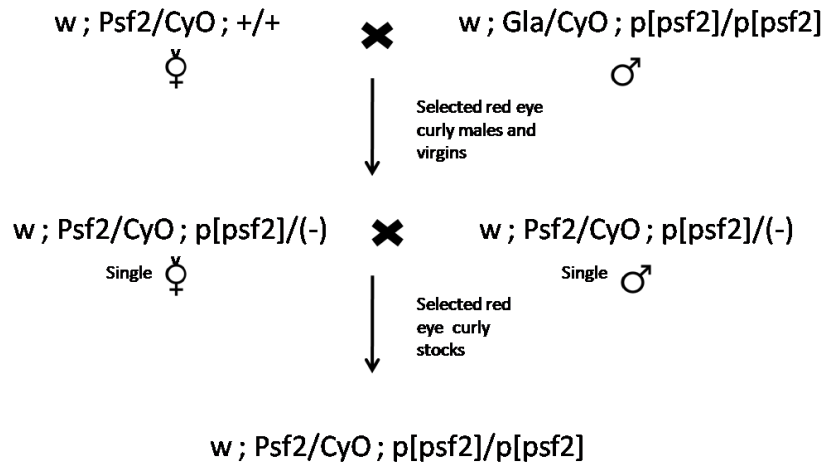 w ; Psf2/CyO ; +/+
w ; Gla/CyO ; p[psf2]/p[psf2]
Selected red eye
curly males and
virgins
w ; Psf2/CyO ; p[psf2]/(-)
w ; Psf2/CyO ; p[psf2]/(-)
Single
Single
Selected red
eye curly
stocks
w ; Psf2/CyO ; p[psf2]/p[psf2]